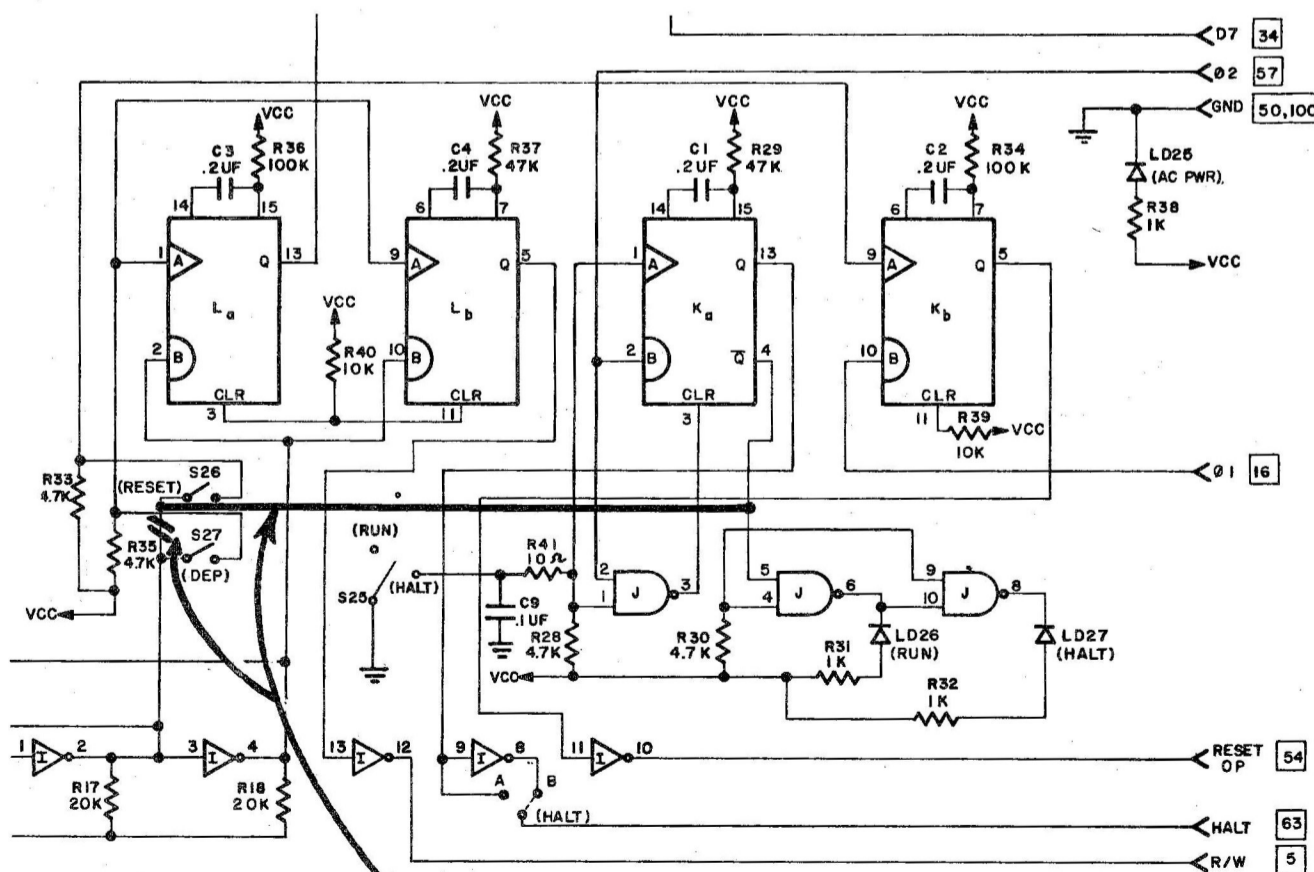 D7 34
Ø2 57
GND 50,100
VCC
VCC
VCC
VCC
C3
.2UF
R36
100K
C4
.2UF
R37
47K
C1
.2UF
R29
47K
C2
.2UF
R34
100K
LD25
(AC PWR)
R38
1K
VCC
14 15
6 7
14 15
6 7
1 A Q 13
9 A Q 5
1 A Q 13
9 A Q 5
La
Lb
Ka
Kb
VCC
R40
10K
2 B
10 B
2 B Q 4
10 B
CLR
3
CLR
11
CLR
3
CLR
11
R39
10K
VCC
Ø1 16
R33
4.7K
(RESET)
S26
R35
4.7K
S27
(DEP)
VCC
(RUN)
S25
(HALT)
R41
10Ω
C9
.1UF
R28
4.7K
2
1
J
3
R30
4.7K
5
4
J
6
9
10
J
8
LD26
(RUN)
LD27
(HALT)
R31
1K
R32
1K
VCC
1 I 2
3 I 4
13 I 12
9 I 8
11 I 10
R17
20K
R18
20K
A B
(HALT)
RESET OP 54
HALT 63
R/W 5